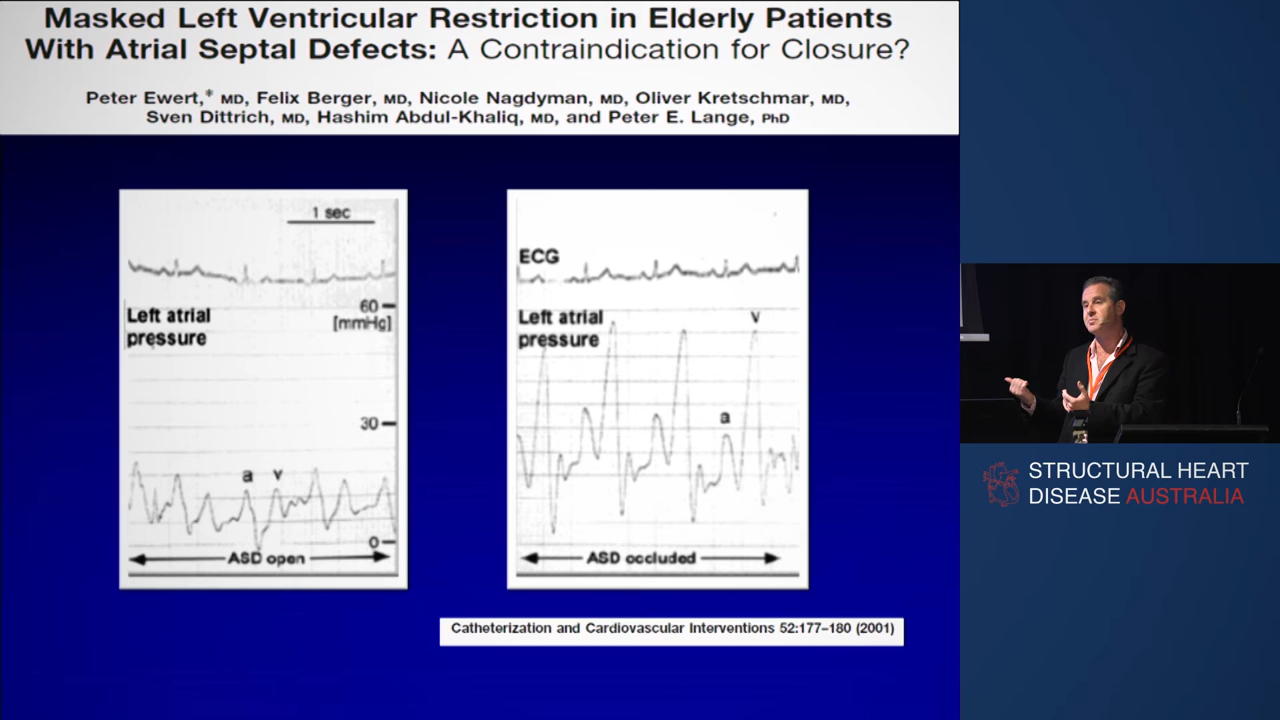 Masked Left Ventricular Restriction in Elderly Patients
With Atrial Septal Defects: A Contraindication for Closure?
Peter Ewert,* MD, Felix Berger, MD, Nicole Nagdyman, MD, Oliver Kretschmar, MD,
Sven Dittrich, MD, Hashim Abdul-Khaliq, MD, and Peter E. Lange, PhD
1 sec
60
[mmHg]
Left atrial
pressure
30
a v
0
ASD open
ECG
Left atrial
pressure
v
a
ASD occluded
Catheterization and Cardiovascular Interventions 52:177–180 (2001)
STRUCTURAL HEART
DISEASE AUSTRALIA